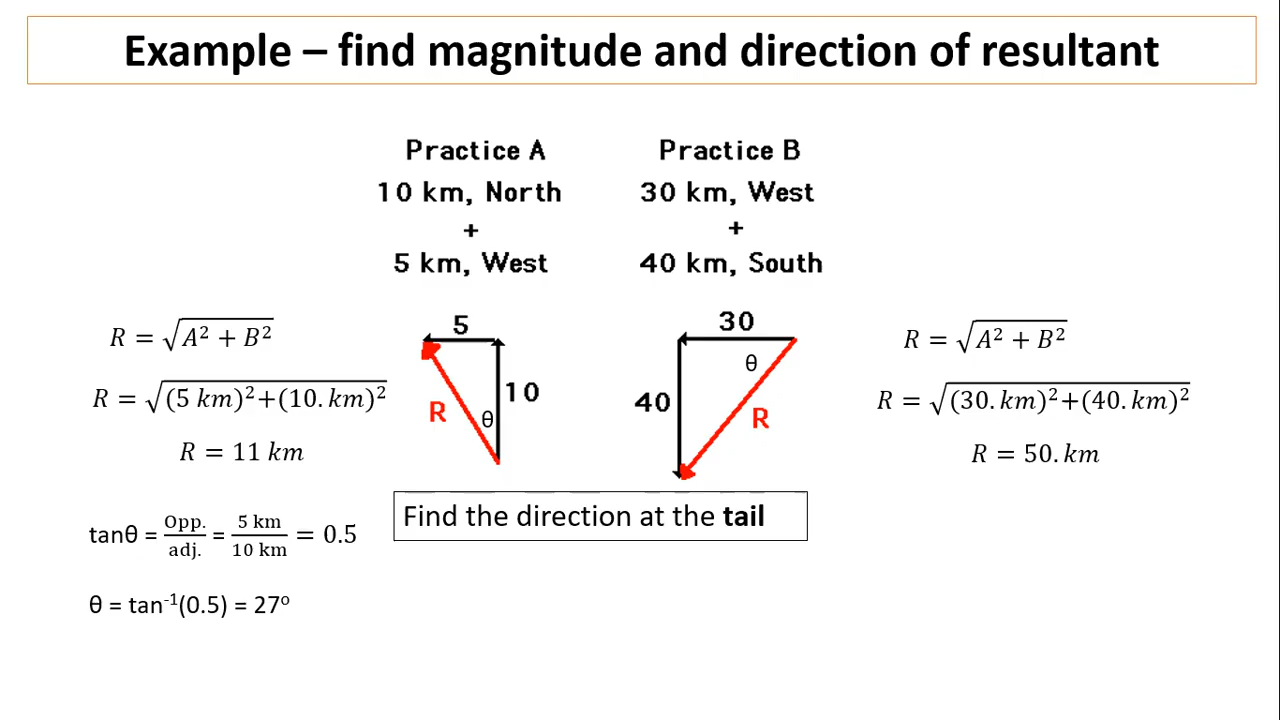 Example – find magnitude and direction of resultant
Practice A
10 km, North
+
5 km, West
Practice B
30 km, West
+
40 km, South
R = √(A² + B²)
R = √((5 km)²+(10. km)²)
R = 11 km
5
10
R
θ
30
40
θ
R
R = √(A² + B²)
R = √((30. km)²+(40. km)²)
R = 50. km
Find the direction at the tail
tanθ = Opp./adj. = 5 km/10 km = 0.5
θ = tan⁻¹(0.5) = 27ᵒ